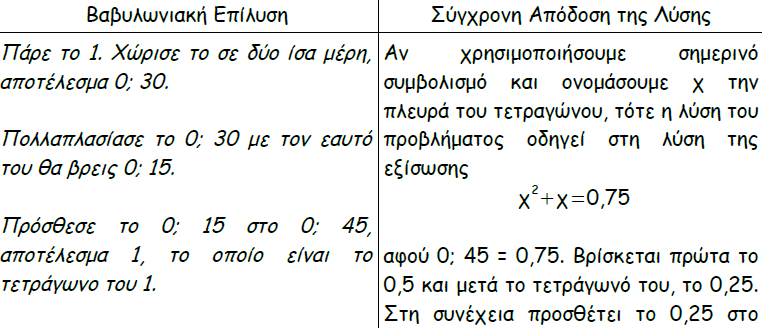 Βαβυλωνιακή Επίλυση
Πάρε το 1. Χώρισε το σε δύο ίσα μέρη,
αποτέλεσμα 0; 30.
Πολλαπλασίασε το 0; 30 με τον εαυτό
του θα βρεις 0; 15.
Πρόσθεσε το 0; 15 στο 0; 45,
αποτέλεσμα 1, το οποίο είναι το
τετράγωνο του 1.
Σύγχρονη Απόδοση της Λύσης
Αν χρησιμοποιήσουμε σημερινό
συμβολισμό και ονομάσουμε χ την
πλευρά του τετραγώνου, τότε η λύση του
προβλήματος οδηγεί στη λύση της
εξίσωσης
χ²+χ=0,75
αφού 0; 45 = 0,75. Βρίσκεται πρώτα το
0,5 και μετά το τετράγωνό του, το 0,25.
Στη συνέχεια προσθέτει το 0,25 στο